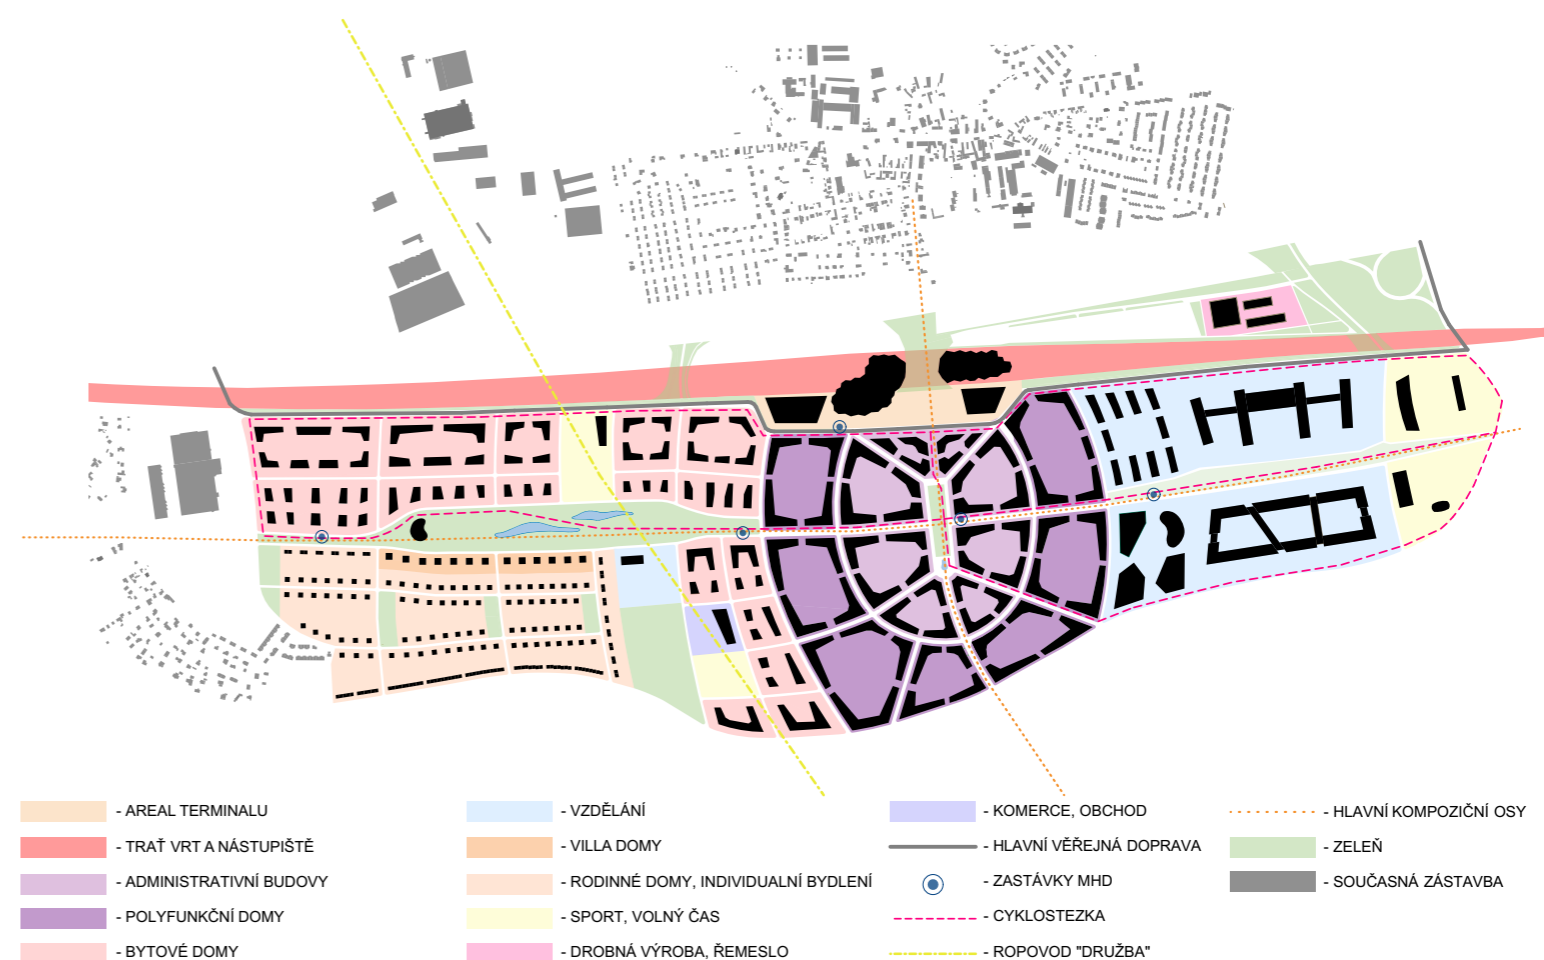 - AREAL TERMINALU
- TRAŤ VRT A NÁSTUPIŠTĚ
- ADMINISTRATIVNÍ BUDOVY
- POLYFUNKČNÍ DOMY
- BYTOVÉ DOMY
- VZDĚLÁNÍ
- VILLA DOMY
- RODINNÉ DOMY, INDIVIDUALNÍ BYDLENÍ
- SPORT, VOLNÝ ČAS
- DROBNÁ VÝROBA, ŘEMESLO
- KOMERCE, OBCHOD
- HLAVNÍ VĚŘEJNÁ DOPRAVA
- ZASTÁVKY MHD
- CYKLOSTEZKA
- ROPOVOD "DRUŽBA"
- HLAVNÍ KOMPOZIČNÍ OSY
- ZELEŇ
- SOUČASNÁ ZÁSTAVBA